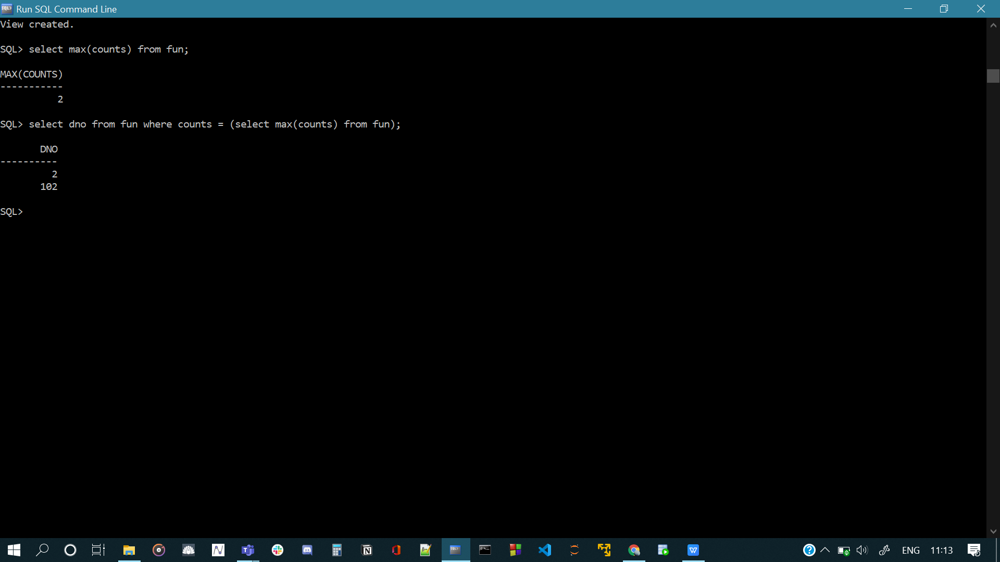 Run SQL Command Line
View created.
SQL> select max(counts) from fun;
MAX(COUNTS)
-----------
2
SQL> select dno from fun where counts = (select max(counts) from fun);
DNO
----------
2
102
SQL>
ENG 11:13